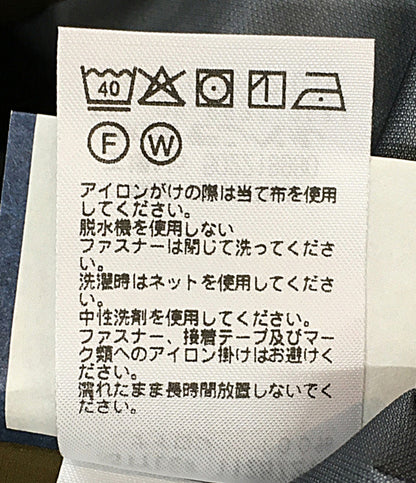 40
F W
アイロンがけの際は当て布を使用
してください。
脱水機を使用しない
ファスナーは閉じて洗ってくださ
い。
洗濯時はネットを使用してくださ
い。
中性洗剤を使用してください。
ファスナー、接着テープ及びマー
ク類へのアイロン掛けはお避けく
ださい。
濡れたまま長時間放置しないでく
ださい。